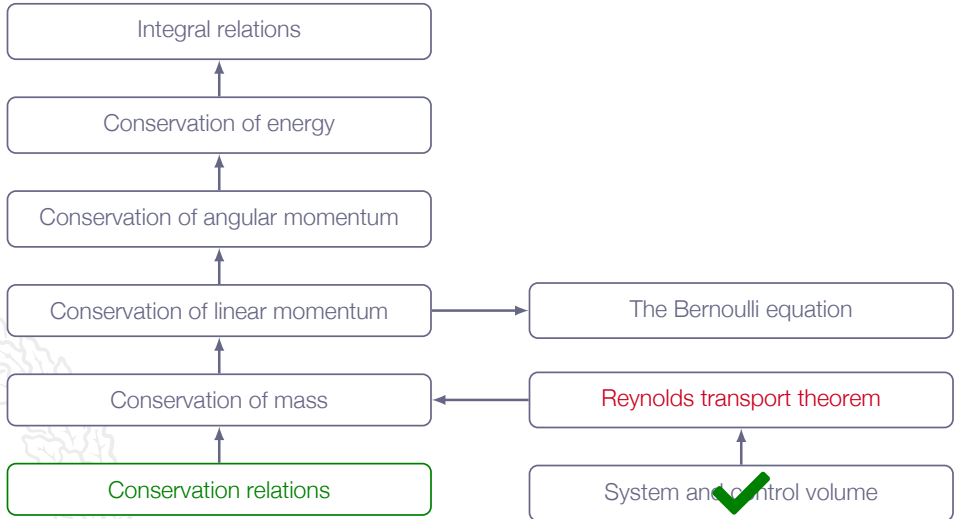 Integral relations
Conservation of energy
Conservation of angular momentum
Conservation of linear momentum
The Bernoulli equation
Conservation of mass
Reynolds transport theorem
Conservation relations
System and control volume